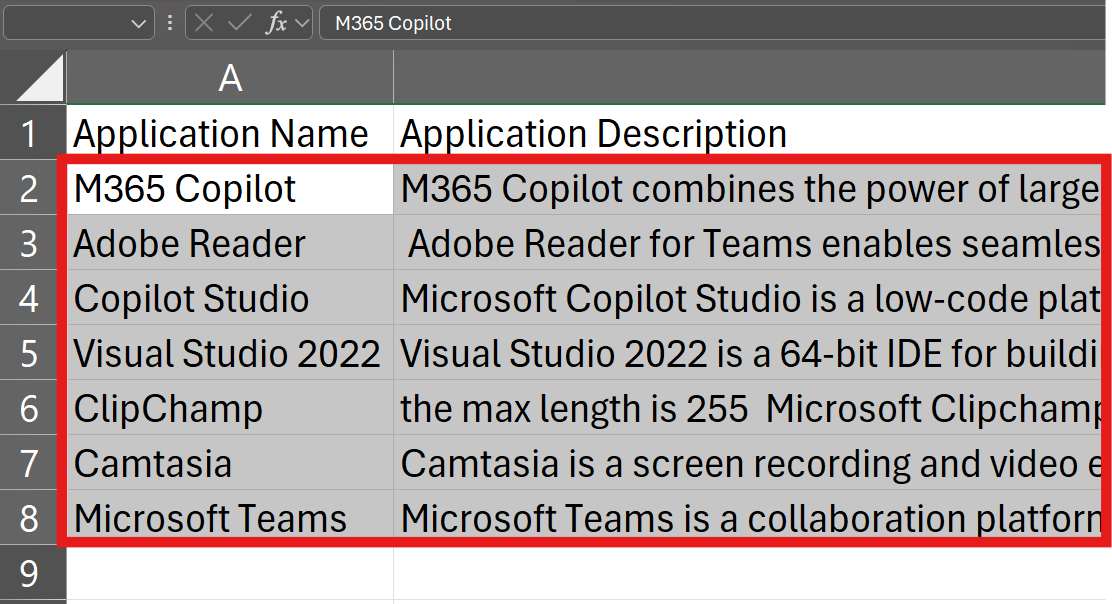 fx M365 Copilot
A
1 Application Name Application Description
2 M365 Copilot M365 Copilot combines the power of large
3 Adobe Reader Adobe Reader for Teams enables seamles
4 Copilot Studio Microsoft Copilot Studio is a low-code plat
5 Visual Studio 2022 Visual Studio 2022 is a 64-bit IDE for buildi
6 ClipChamp the max length is 255 Microsoft Clipchamp
7 Camtasia Camtasia is a screen recording and video e
8 Microsoft Teams Microsoft Teams is a collaboration platforn
9